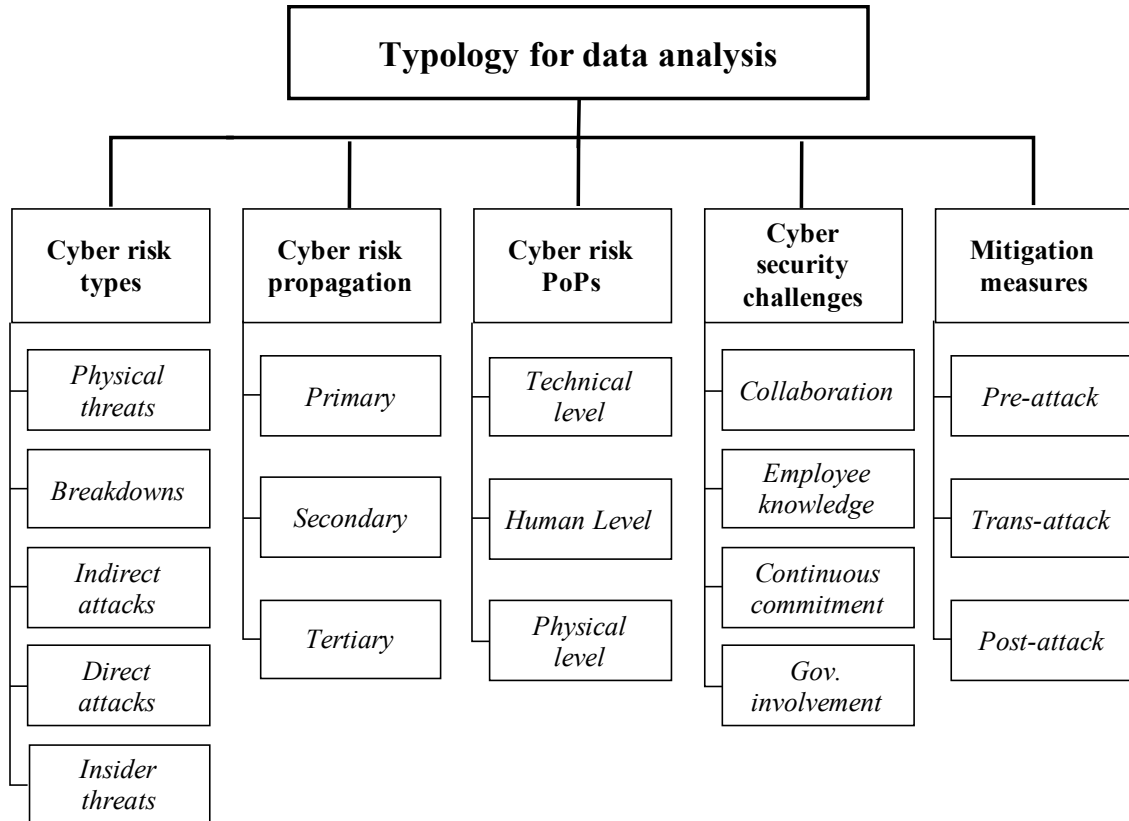 Typology for data analysis
Cyber risk
types
Cyber risk
propagation
Cyber risk
PoPs
Cyber
security
challenges
Mitigation
measures
Physical
threats
Breakdowns
Indirect
attacks
Direct
attacks
Insider
threats
Primary
Secondary
Tertiary
Technical
level
Human Level
Physical
level
Collaboration
Employee
knowledge
Continuous
commitment
Gov.
involvement
Pre-attack
Trans-attack
Post-attack